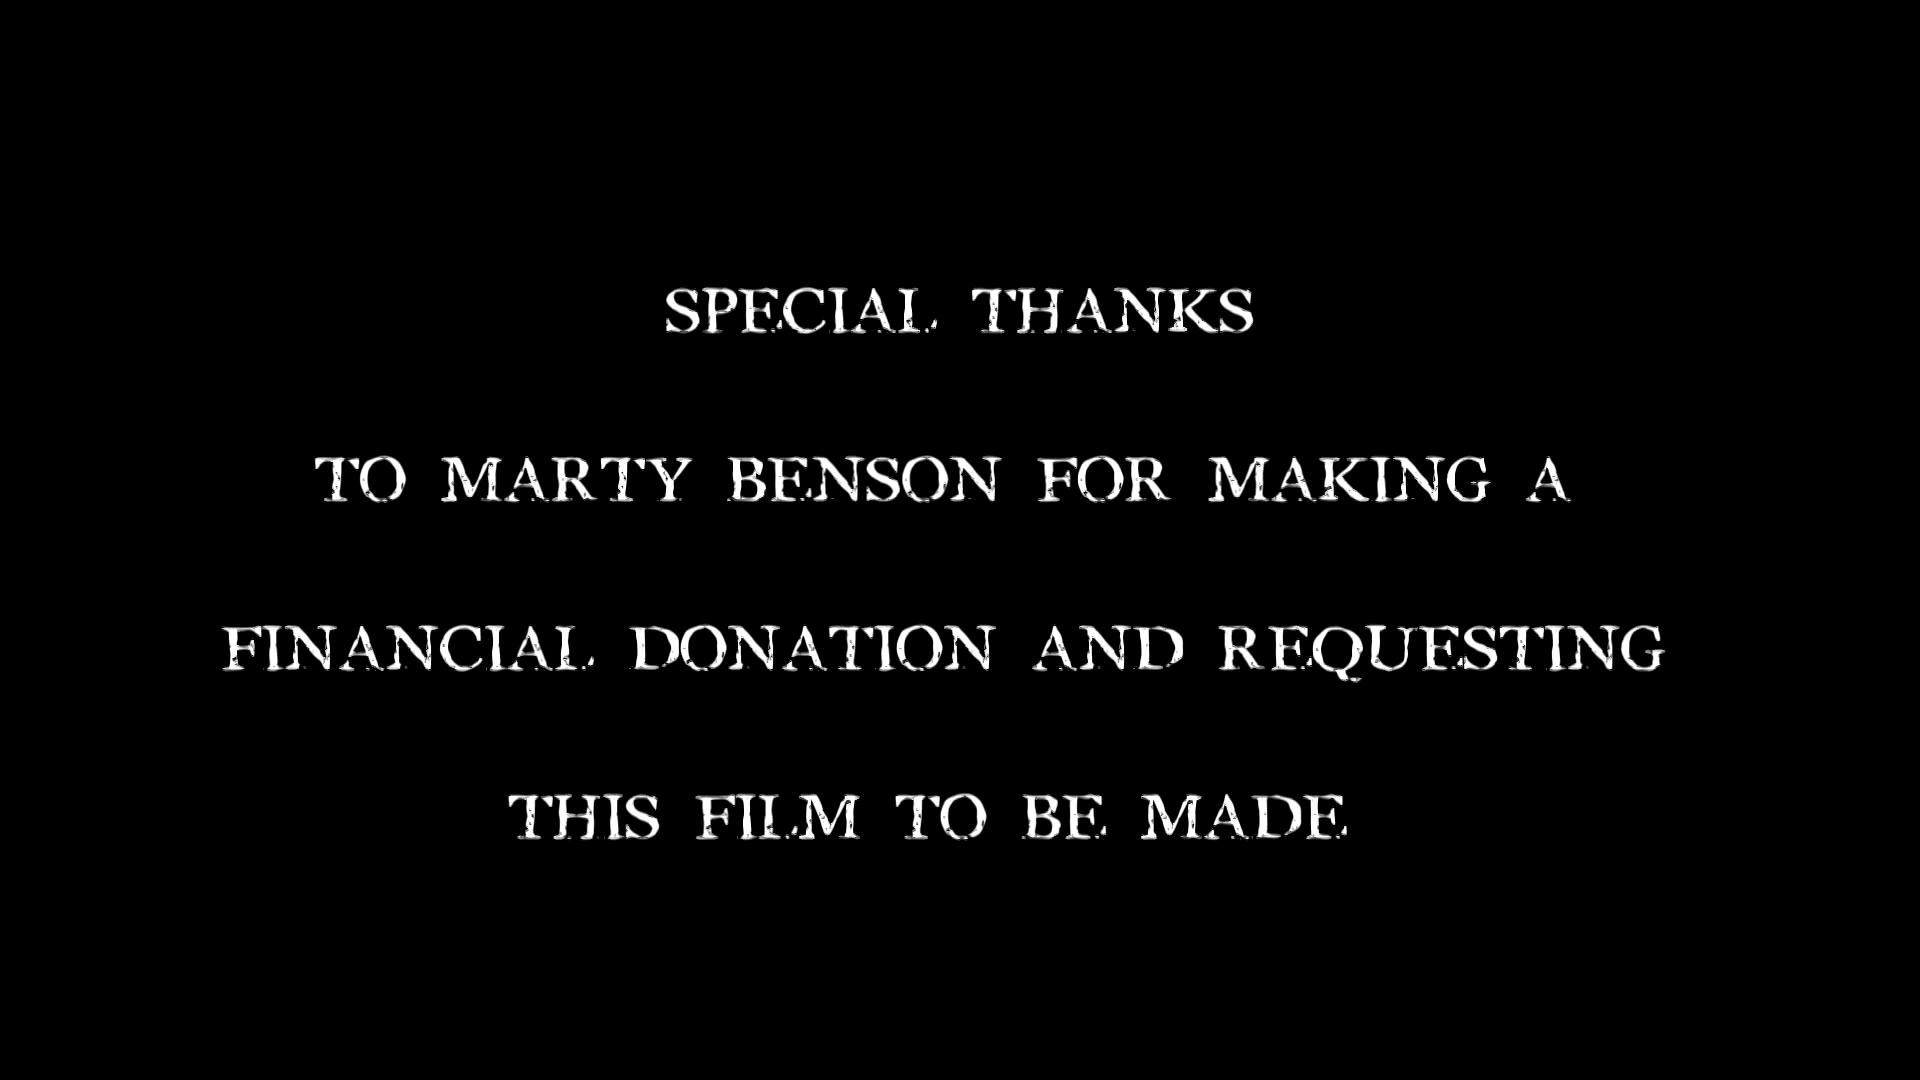 SPECIAL THANKS
TO MARTY BENSON FOR MAKING A
FINANCIAL DONATION AND REQUESTING
THIS FILM TO BE MADE